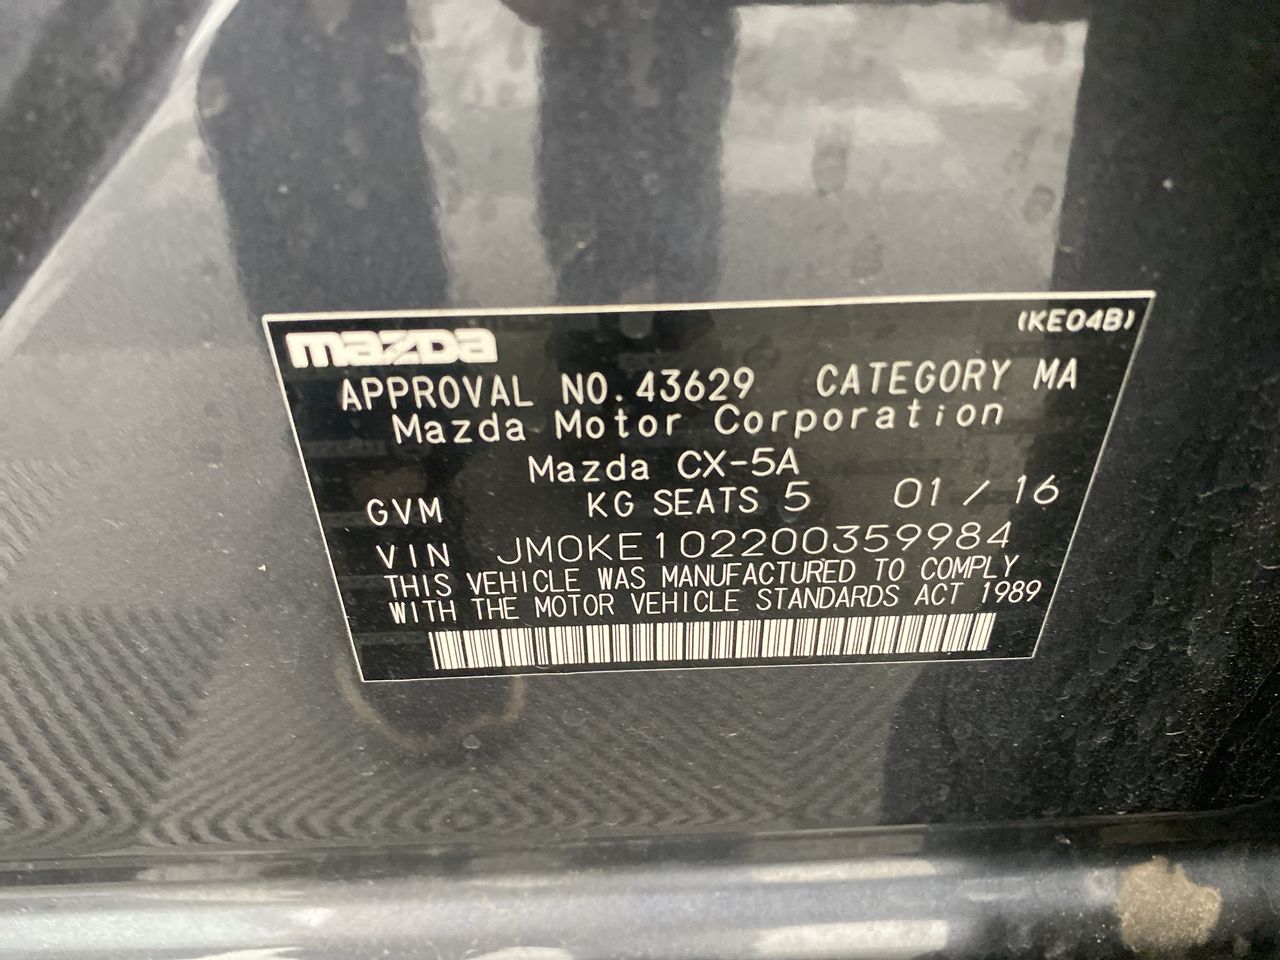 (KE04B)
mazda
APPROVAL NO. 43629 CATEGORY MA
Mazda Motor Corporation
Mazda CX-5A
GVM KG SEATS 5 01 / 16
VIN JM0KE102200359984
THIS VEHICLE WAS MANUFACTURED TO COMPLY
WITH THE MOTOR VEHICLE STANDARDS ACT 1989